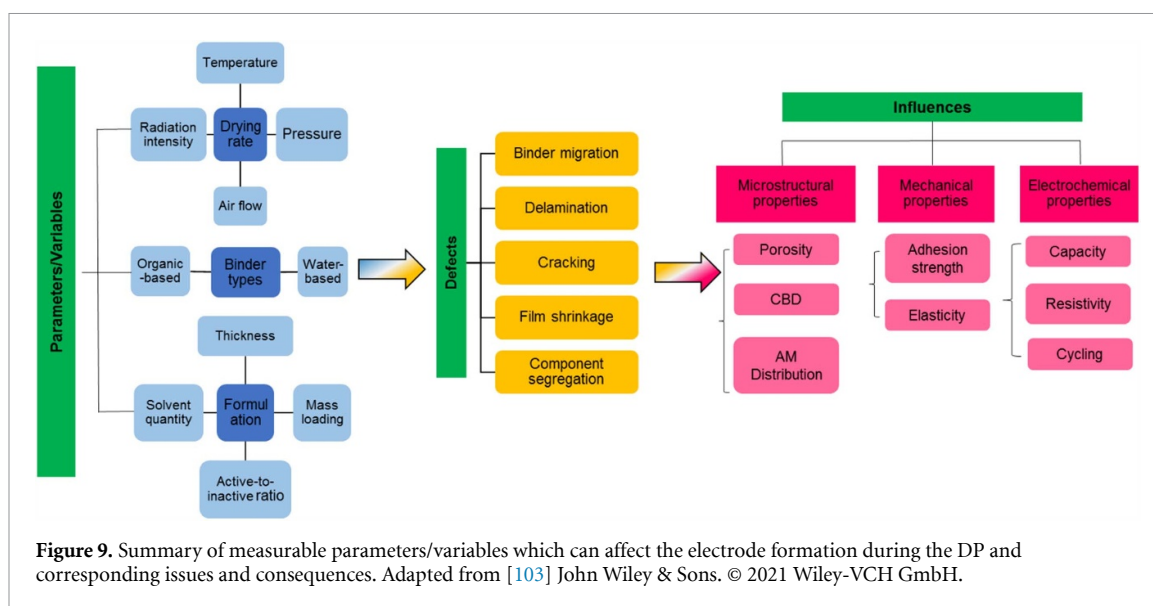 Parameters/Variables
Temperature
Radiation
intensity
Drying
rate
Pressure
Air flow
Organic
-based
Binder
types
Water-
based
Thickness
Solvent
quantity
Formul
ation
Mass
loading
Active-to-
inactive ratio
Defects
Binder migration
Delamination
Cracking
Film shrinkage
Component
segregation
Influences
Microstructural
properties
Porosity
CBD
AM
Distribution
Mechanical
properties
Adhesion
strength
Elasticity
Electrochemical
properties
Capacity
Resistivity
Cycling
Figure 9. Summary of measurable parameters/variables which can affect the electrode formation during the DP and
corresponding issues and consequences. Adapted from [103] John Wiley & Sons. © 2021 Wiley-VCH GmbH.